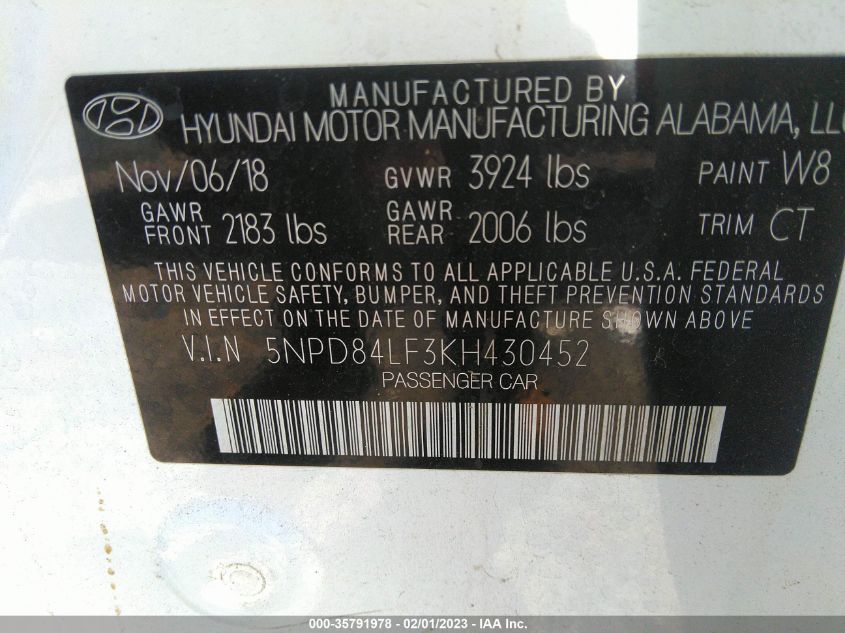 MANUFACTURED BY
HYUNDAI MOTOR MANUFACTURING ALABAMA, LLC
Nov/06/18 GVWR 3924 lbs PAINT W8
GAWR FRONT 2183 lbs GAWR REAR 2006 lbs TRIM CT
THIS VEHICLE CONFORMS TO ALL APPLICABLE U.S.A. FEDERAL
MOTOR VEHICLE SAFETY, BUMPER, AND THEFT PREVENTION STANDARDS
IN EFFECT ON THE DATE OF MANUFACTURE SHOWN ABOVE
V.I.N 5NPD84LF3KH430452
PASSENGER CAR
000-35791978 - 02/01/2023 - IAA Inc.